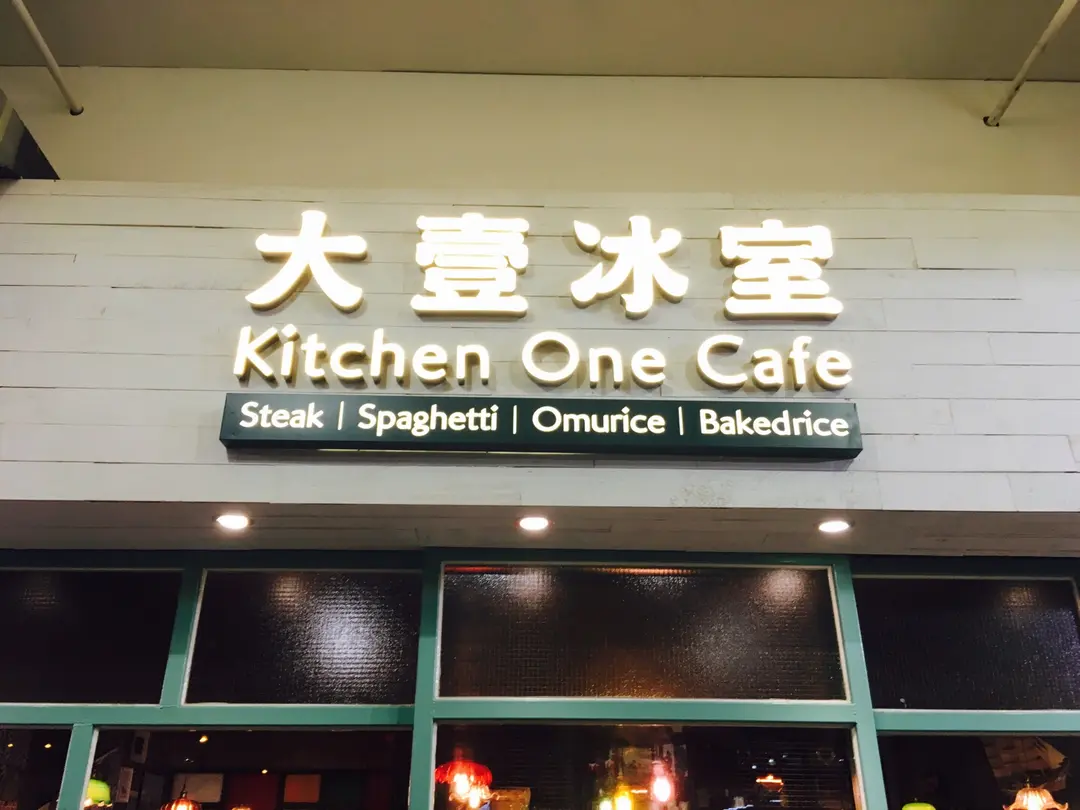 大壹冰室
Kitchen One Cafe
Steak | Spaghetti | Omurice | Bakedrice